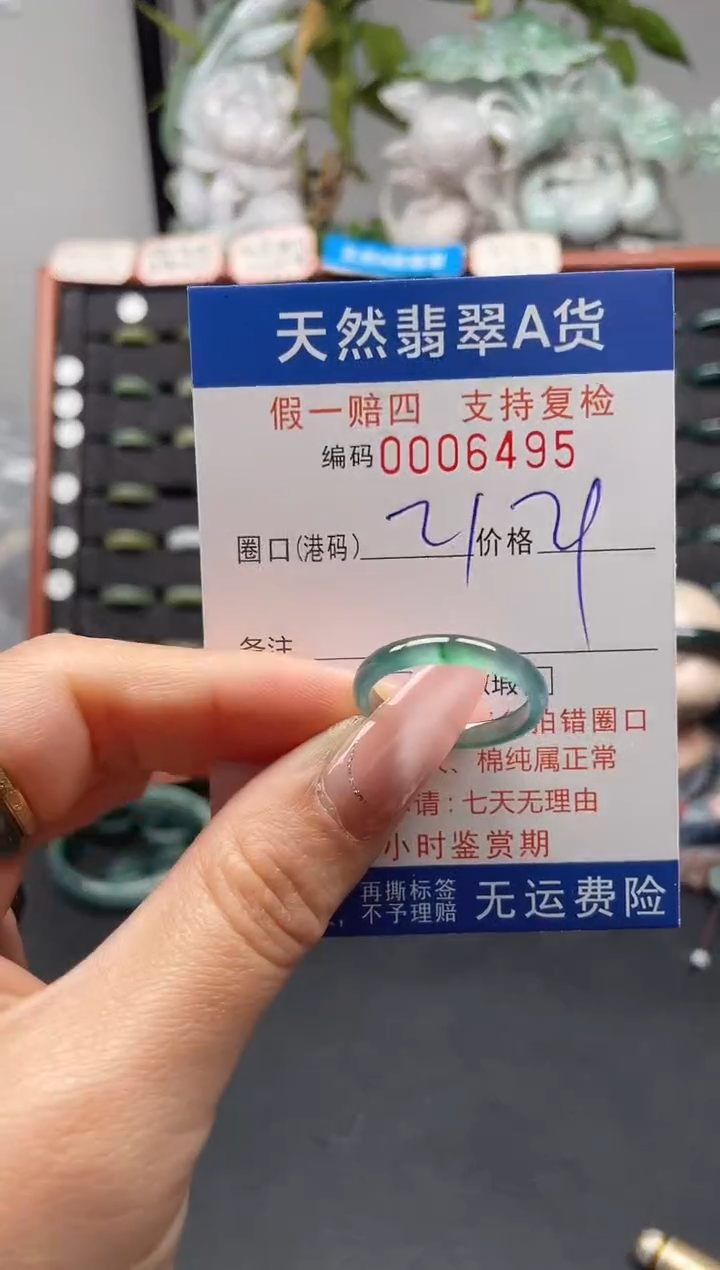 天然翡翠A货
假一赔四 支持复检
编码0006495
圈口(港码) 21 价格
备注
瑕
拍错圈口
、棉纯属正常
请:七天无理由
小时鉴赏期
再撕标签
,不予理赔
无运费险